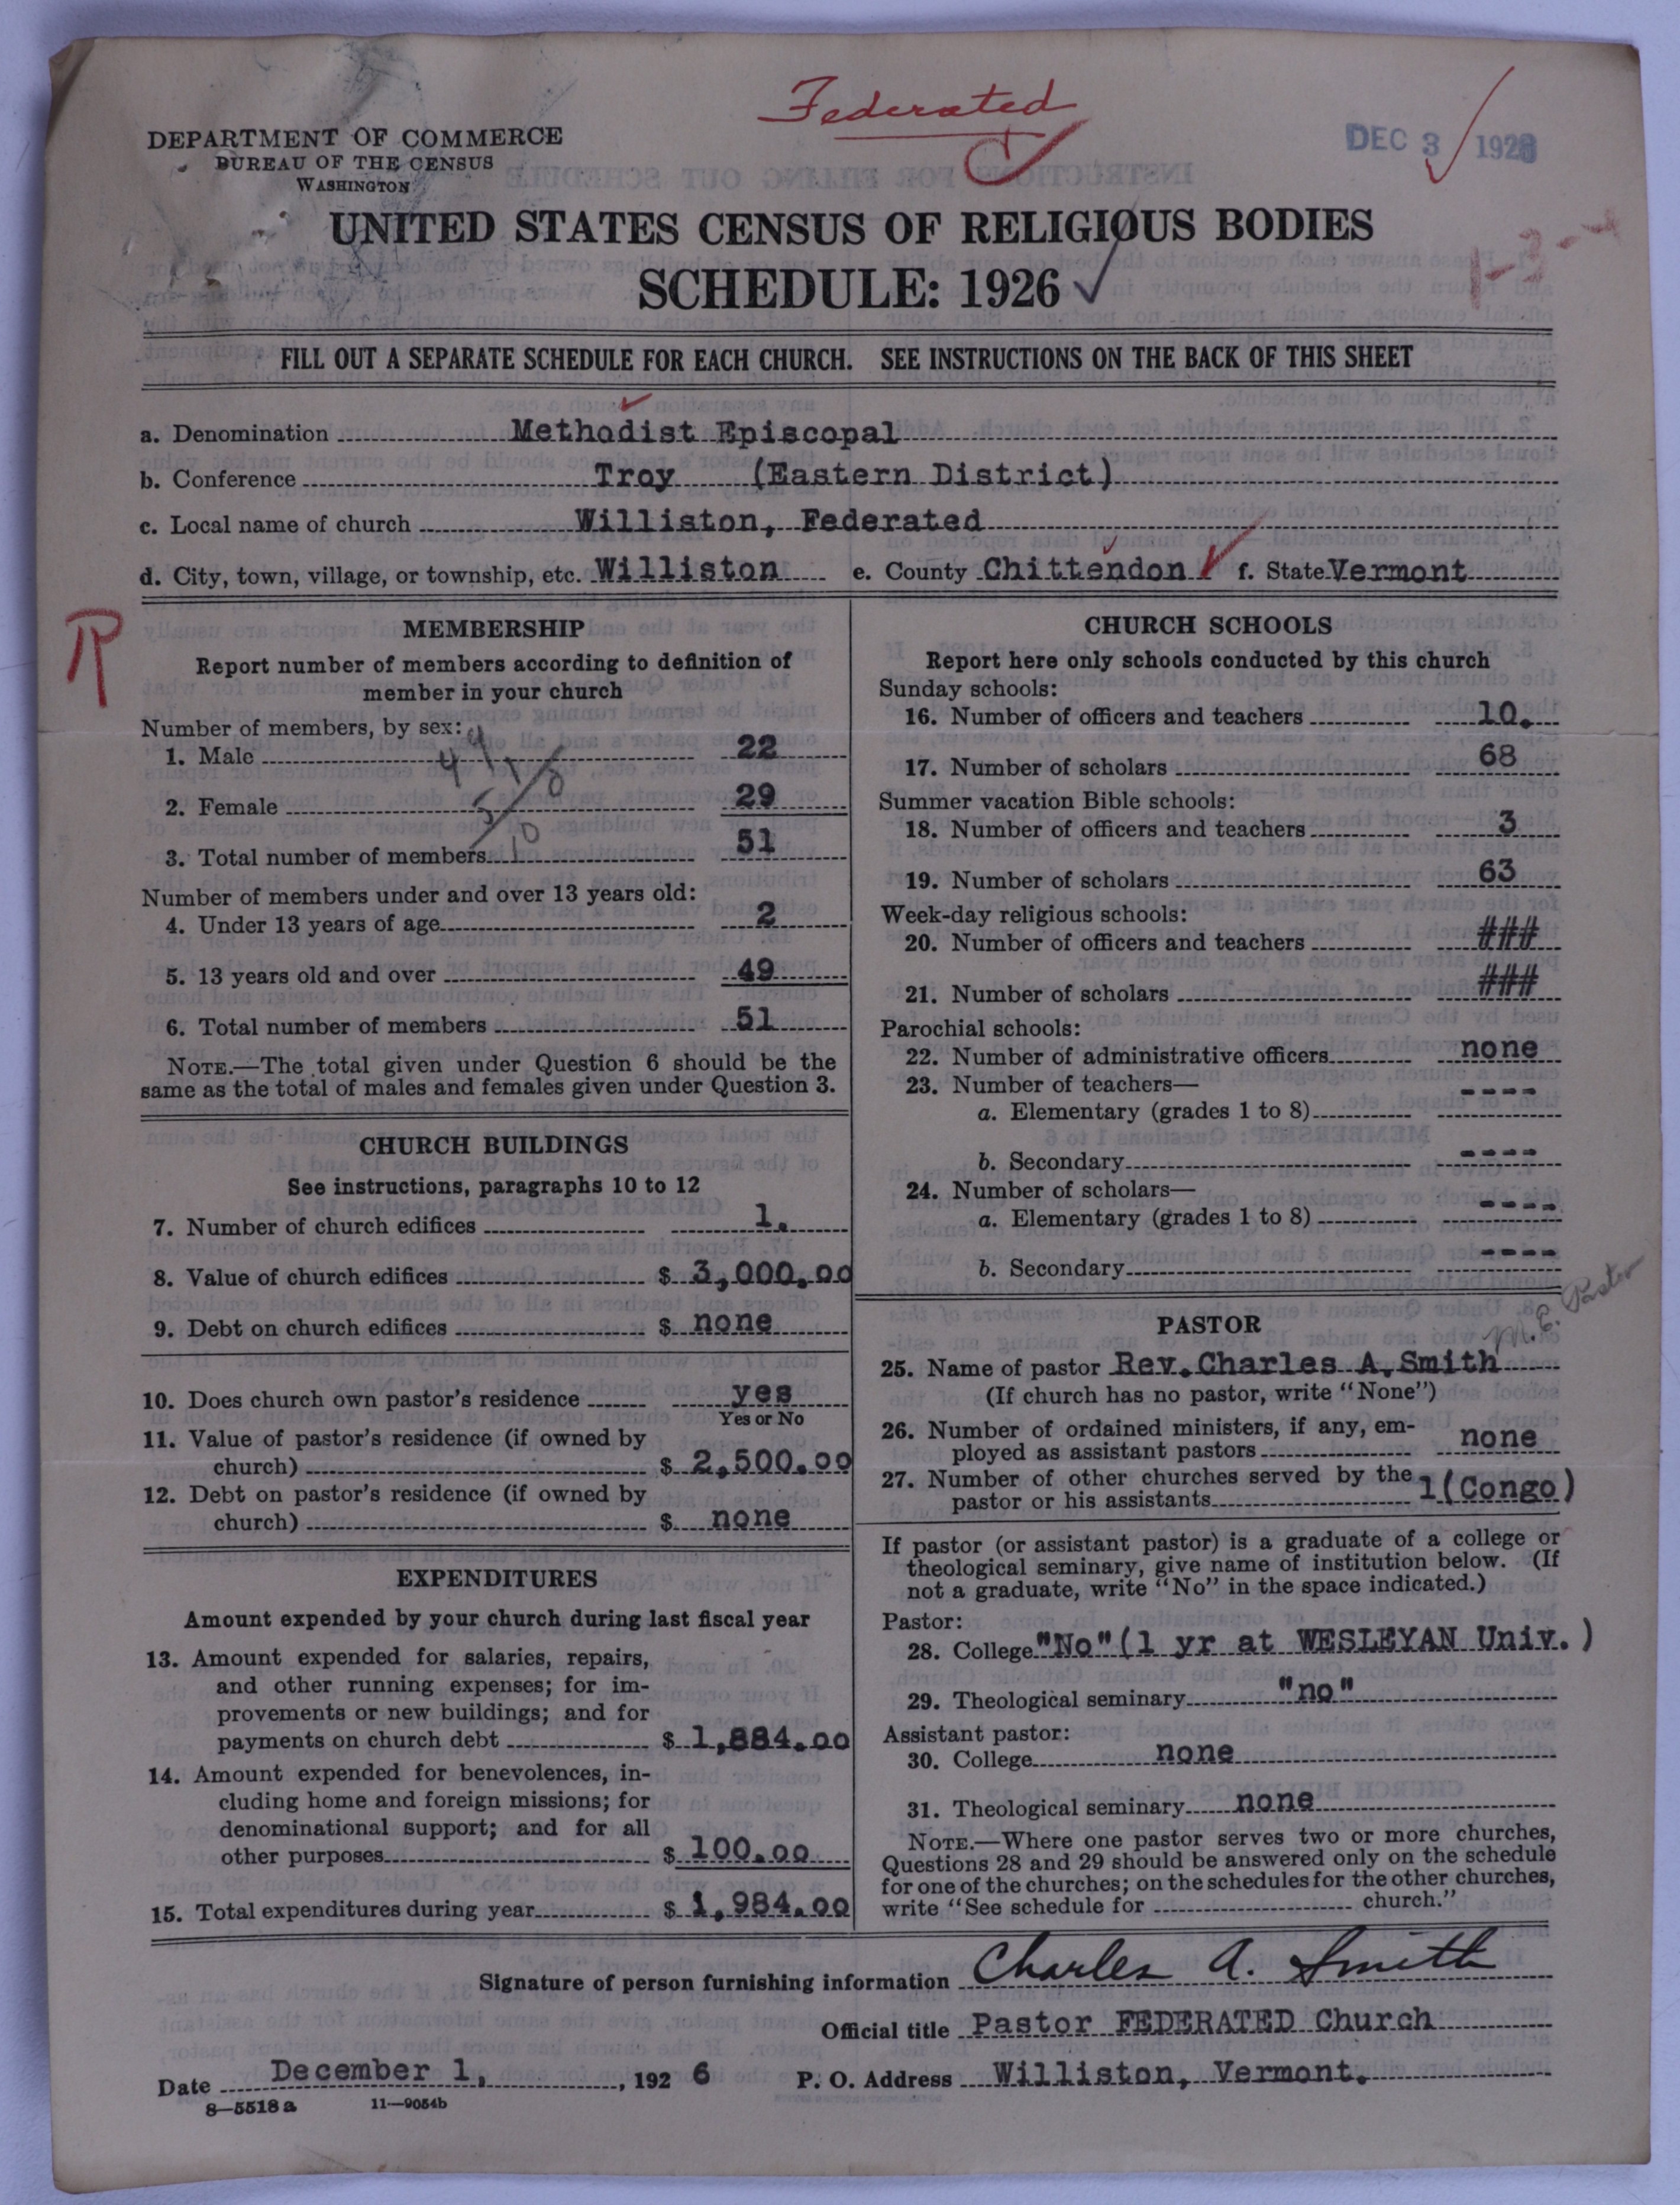 Federated
DEPARTMENT OF COMMERCE
BUREAU OF THE CENSUS
WASHINGTON
DEC 3 1926
UNITED STATES CENSUS OF RELIGIOUS BODIES
SCHEDULE: 1926
FILL OUT A SEPARATE SCHEDULE FOR EACH CHURCH. SEE INSTRUCTIONS ON THE BACK OF THIS SHEET
a. Denomination Methodist Episcopal
b. Conference Troy (Eastern District)
c. Local name of church Williston, Federated
d. City, town, village, or township, etc. Williston e. County Chittendon f. State Vermont
R
MEMBERSHIP
Report number of members according to definition of
member in your church
Number of members, by sex:
1. Male 22
2. Female 29
3. Total number of members 51
Number of members under and over 13 years old:
4. Under 13 years of age 2
5. 13 years old and over 49
6. Total number of members 51
NOTE.—The total given under Question 6 should be the
same as the total of males and females given under Question 3.
CHURCH BUILDINGS
See instructions, paragraphs 10 to 12
7. Number of church edifices 1.
8. Value of church edifices $ 3,000.00
9. Debt on church edifices $ none
10. Does church own pastor's residence yes
Yes or No
11. Value of pastor's residence (if owned by
church) $ 2,500.00
12. Debt on pastor's residence (if owned by
church) $ none
EXPENDITURES
Amount expended by your church during last fiscal year
13. Amount expended for salaries, repairs,
and other running expenses; for im-
provements or new buildings; and for
payments on church debt $ 1,884.00
14. Amount expended for benevolences, in-
cluding home and foreign missions; for
denominational support; and for all
other purposes $ 100.00
15. Total expenditures during year $ 1,984.00
CHURCH SCHOOLS
Report here only schools conducted by this church
Sunday schools:
16. Number of officers and teachers 10.
17. Number of scholars 68
Summer vacation Bible schools:
18. Number of officers and teachers 3
19. Number of scholars 63
Week-day religious schools:
20. Number of officers and teachers ###
21. Number of scholars ###
Parochial schools:
22. Number of administrative officers none
23. Number of teachers—
a. Elementary (grades 1 to 8) ----
b. Secondary ----
24. Number of scholars—
a. Elementary (grades 1 to 8) ----
b. Secondary ----
PASTOR
M.E. Pastor
25. Name of pastor Rev. Charles A. Smith
(If church has no pastor, write "None")
26. Number of ordained ministers, if any, em-
ployed as assistant pastors none
27. Number of other churches served by the
pastor or his assistants 1(Congo)
If pastor (or assistant pastor) is a graduate of a college or
theological seminary, give name of institution below. (If
not a graduate, write "No" in the space indicated.)
Pastor:
28. College "No" (1 yr at WESLEYAN Univ.)
29. Theological seminary "no"
Assistant pastor:
30. College none
31. Theological seminary none
NOTE.—Where one pastor serves two or more churches,
Questions 28 and 29 should be answered only on the schedule
for one of the churches; on the schedules for the other churches,
write "See schedule for church."
Signature of person furnishing information Charles A. Smith
Official title Pastor FEDERATED Church
Date December 1, 192 6 P. O. Address Williston, Vermont.
8—5518 a 11—9054b